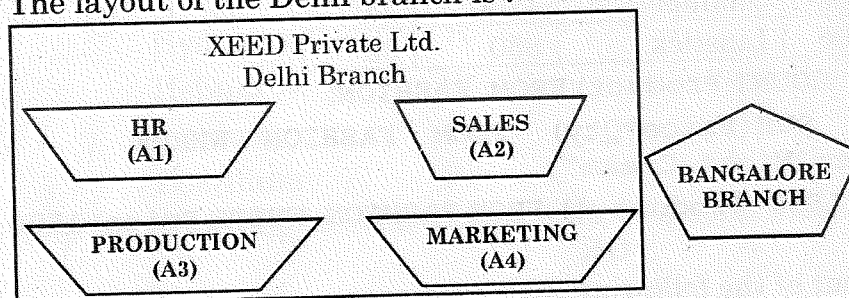 The layout of the Delhi branch is :
XEED Private Ltd.
Delhi Branch
HR
(A1)
SALES
(A2)
BANGALORE
BRANCH
PRODUCTION
(A3)
MARKETING
(A4)